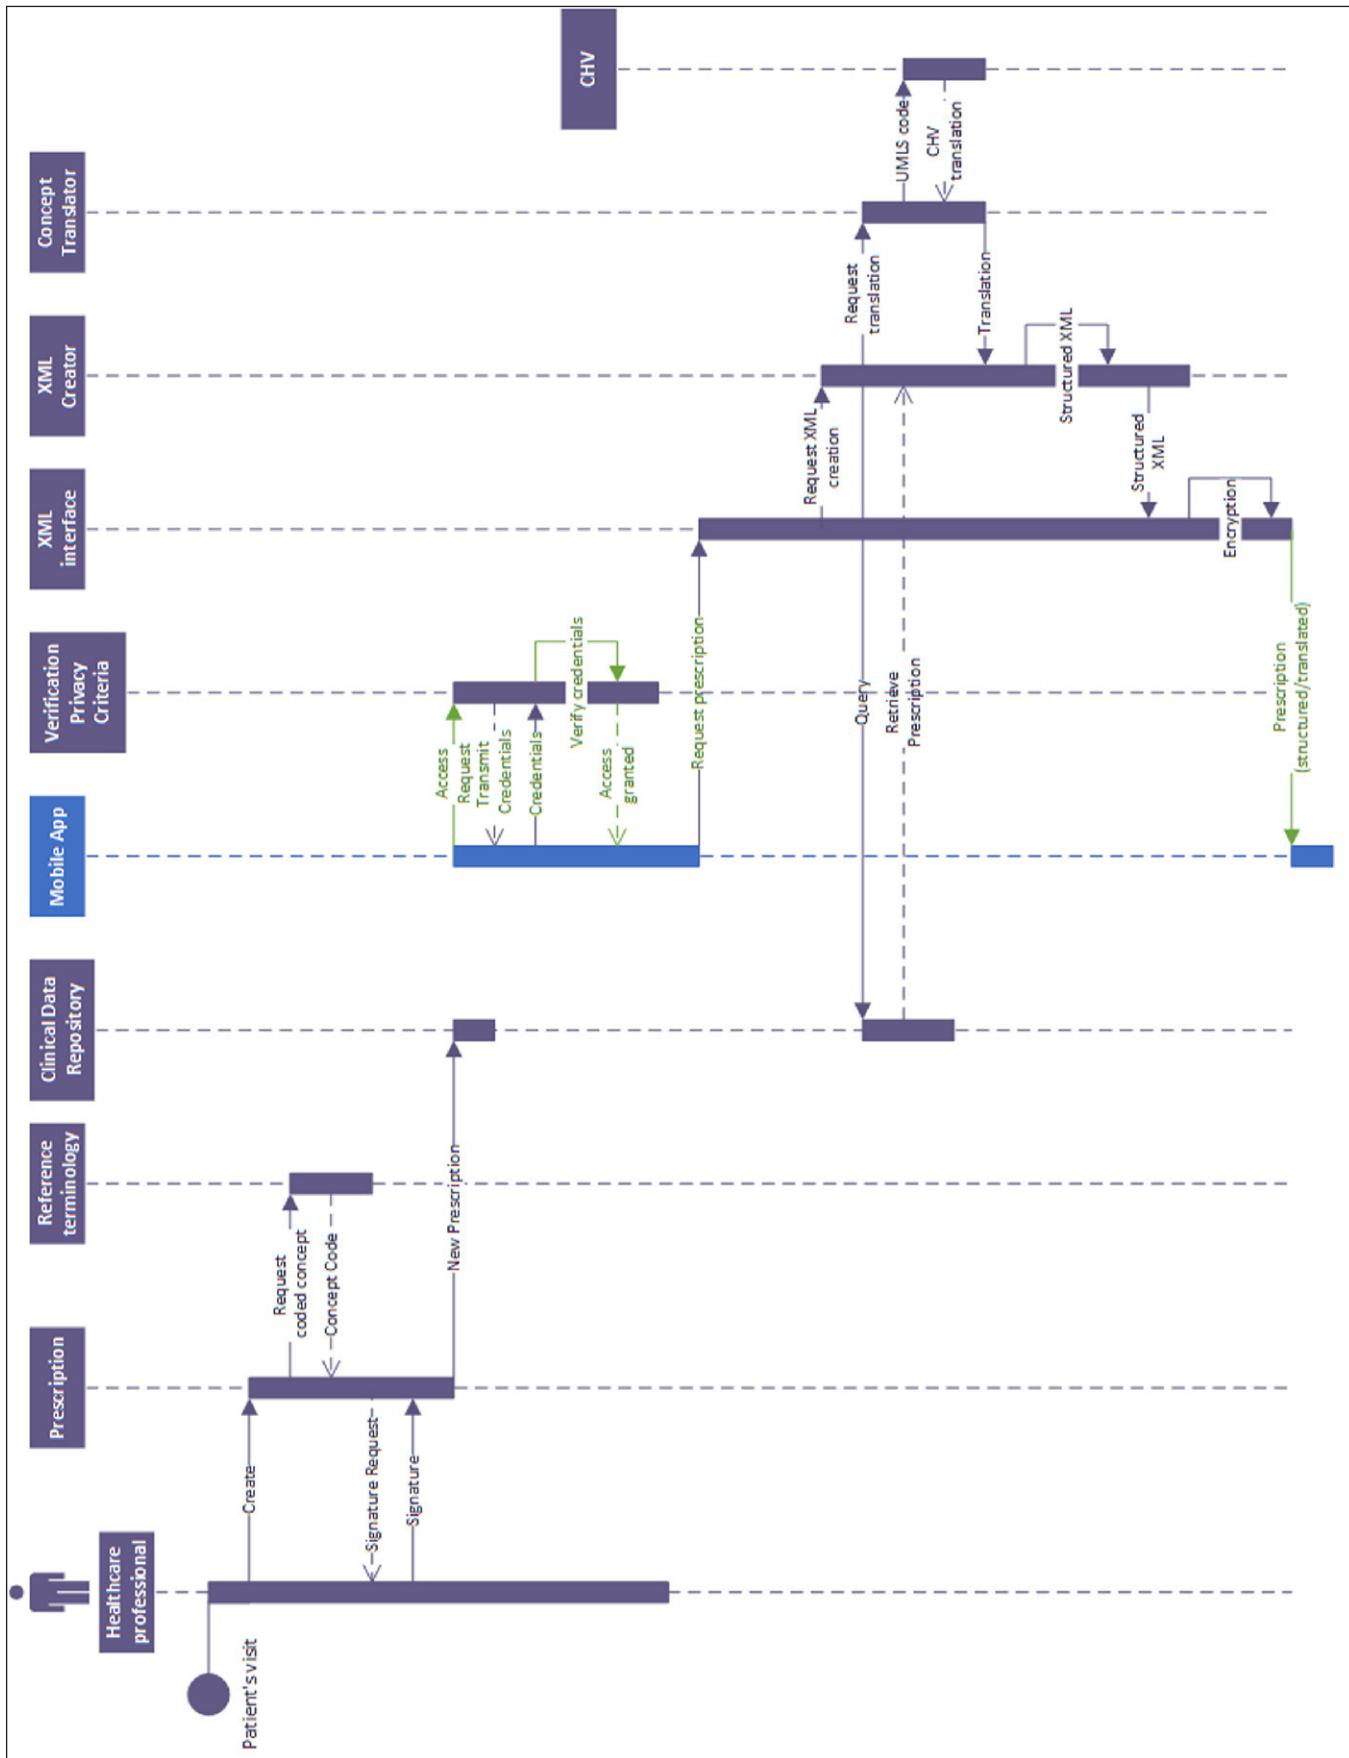 Healthcare
professional
Prescription
Reference
terminology
Clinical Data
Repository
Mobile App
Verification
Privacy
Criteria
XML
interface
XML
Creator
Concept
Translator
CHV
Patient's visit
Create
Request
coded concept
Concept Code
Signature Request
Signature
New Prescription
Access
Request
Transmit
Credentials
Credentials
Verify credentials
Access
granted
Request prescription
Request XML
creation
Query
Request
translation
Retrieve
Prescription
UMLS code
CHV
translation
Translation
Structured XML
Structured
XML
Encryption
Prescription
(structured/translated)